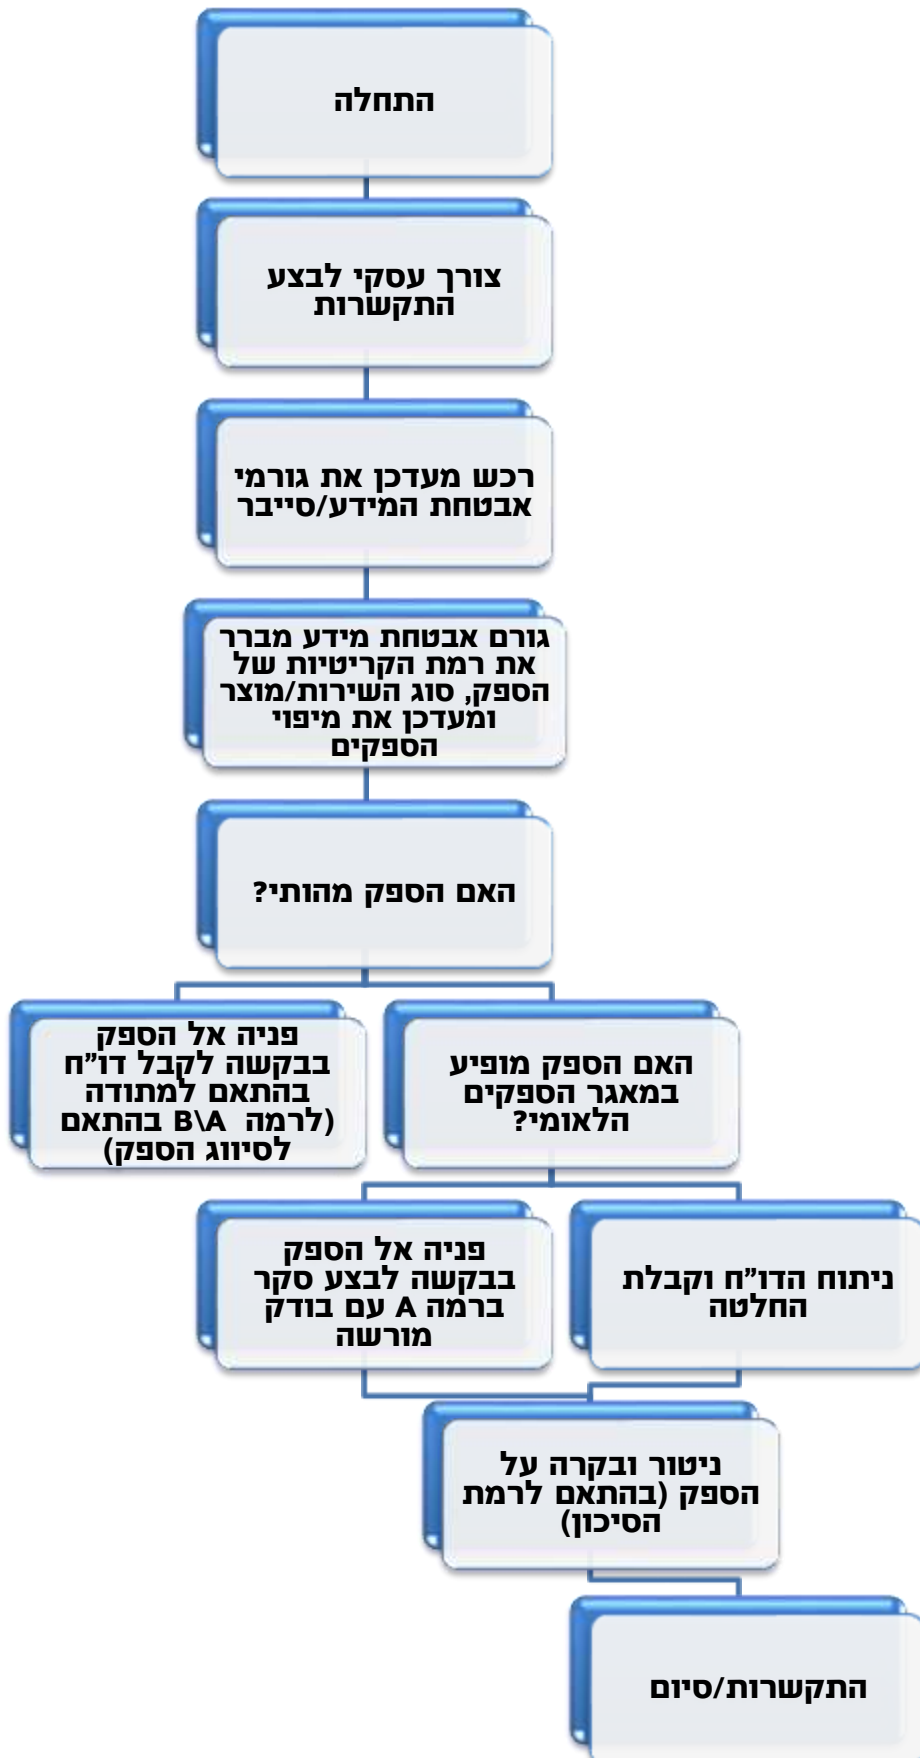 התחלה
צורך עסקי לבצע
התקשרות
רכש מעדכן את גורמי
אבטחת המידע/סייבר
גורם אבטחת מידע מברר
את רמת הקריטיות של
הספק, סוג השירות/מוצר
ומעדכן את מיפוי
הספקים
האם הספק מהותי?
האם הספק מופיע
במאגר הספקים
הלאומי?
פניה אל הספק
בבקשה לקבל דו"ח
בהתאם למתודה
(לרמה B\A בהתאם
לסיווג הספק)
ניתוח הדו"ח וקבלת
החלטה
פניה אל הספק
בבקשה לבצע סקר
ברמה A עם בודק
מורשה
ניטור ובקרה על
הספק (בהתאם לרמת
הסיכון)
התקשרות/סיום